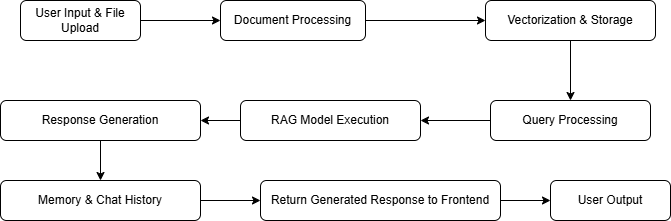 User Input & File
Upload
Document Processing
Vectorization & Storage
Response Generation
RAG Model Execution
Query Processing
Memory & Chat History
Return Generated Response to Frontend
User Output